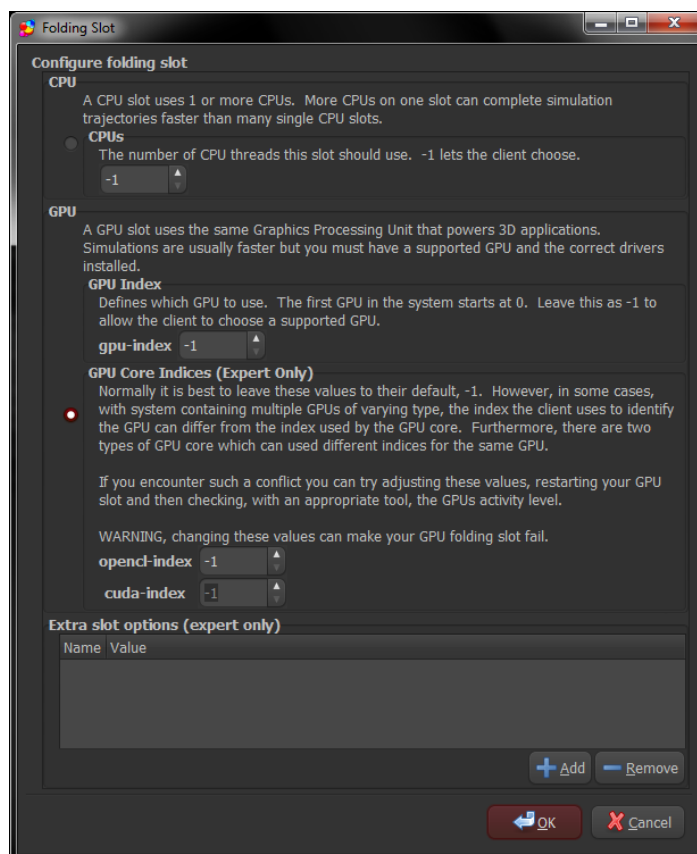 Folding Slot
Configure folding slot
CPU
A CPU slot uses 1 or more CPUs. More CPUs on one slot can complete simulation
trajectories faster than many single CPU slots.
CPUs
The number of CPU threads this slot should use. -1 lets the client choose.
-1
GPU
A GPU slot uses the same Graphics Processing Unit that powers 3D applications.
Simulations are usually faster but you must have a supported GPU and the correct drivers
installed.
GPU Index
Defines which GPU to use. The first GPU in the system starts at 0. Leave this as -1 to
allow the client to choose a supported GPU.
gpu-index -1
GPU Core Indices (Expert Only)
Normally it is best to leave these values to their default, -1. However, in some cases,
with system containing multiple GPUs of varying type, the index the client uses to identify
the GPU can differ from the index used by the GPU core. Furthermore, there are two
types of GPU core which can used different indices for the same GPU.
If you encounter such a conflict you can try adjusting these values, restarting your GPU
slot and then checking, with an appropriate tool, the GPUs activity level.
WARNING, changing these values can make your GPU folding slot fail.
opencl-index -1
cuda-index -1
Extra slot options (expert only)
Name Value
Add Remove
OK Cancel